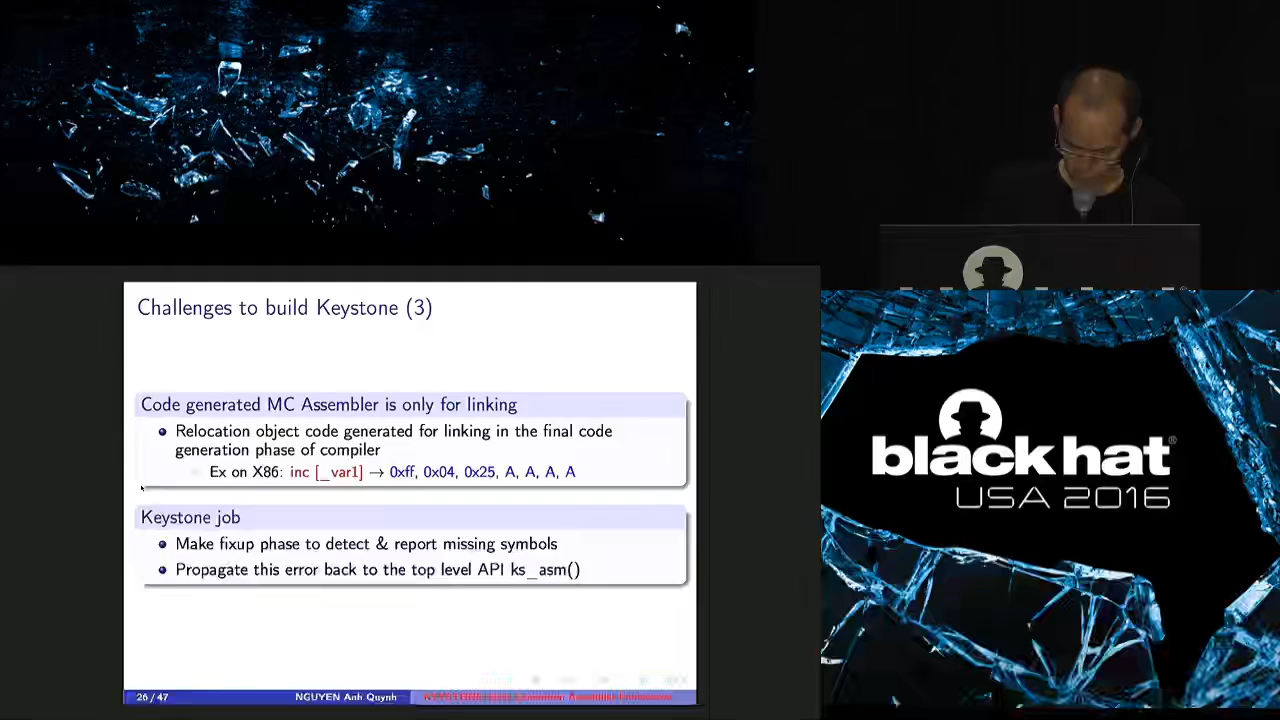 Challenges to build Keystone (3)
Code generated MC Assembler is only for linking
Relocation object code generated for linking in the final code
generation phase of compiler
Ex on X86: inc [_var1] → 0xff, 0x04, 0x25, A, A, A, A
Keystone job
Make fixup phase to detect & report missing symbols
Propagate this error back to the top level API ks_asm()
26 / 47
NGUYEN Anh Quynh
black hat®
USA 2016